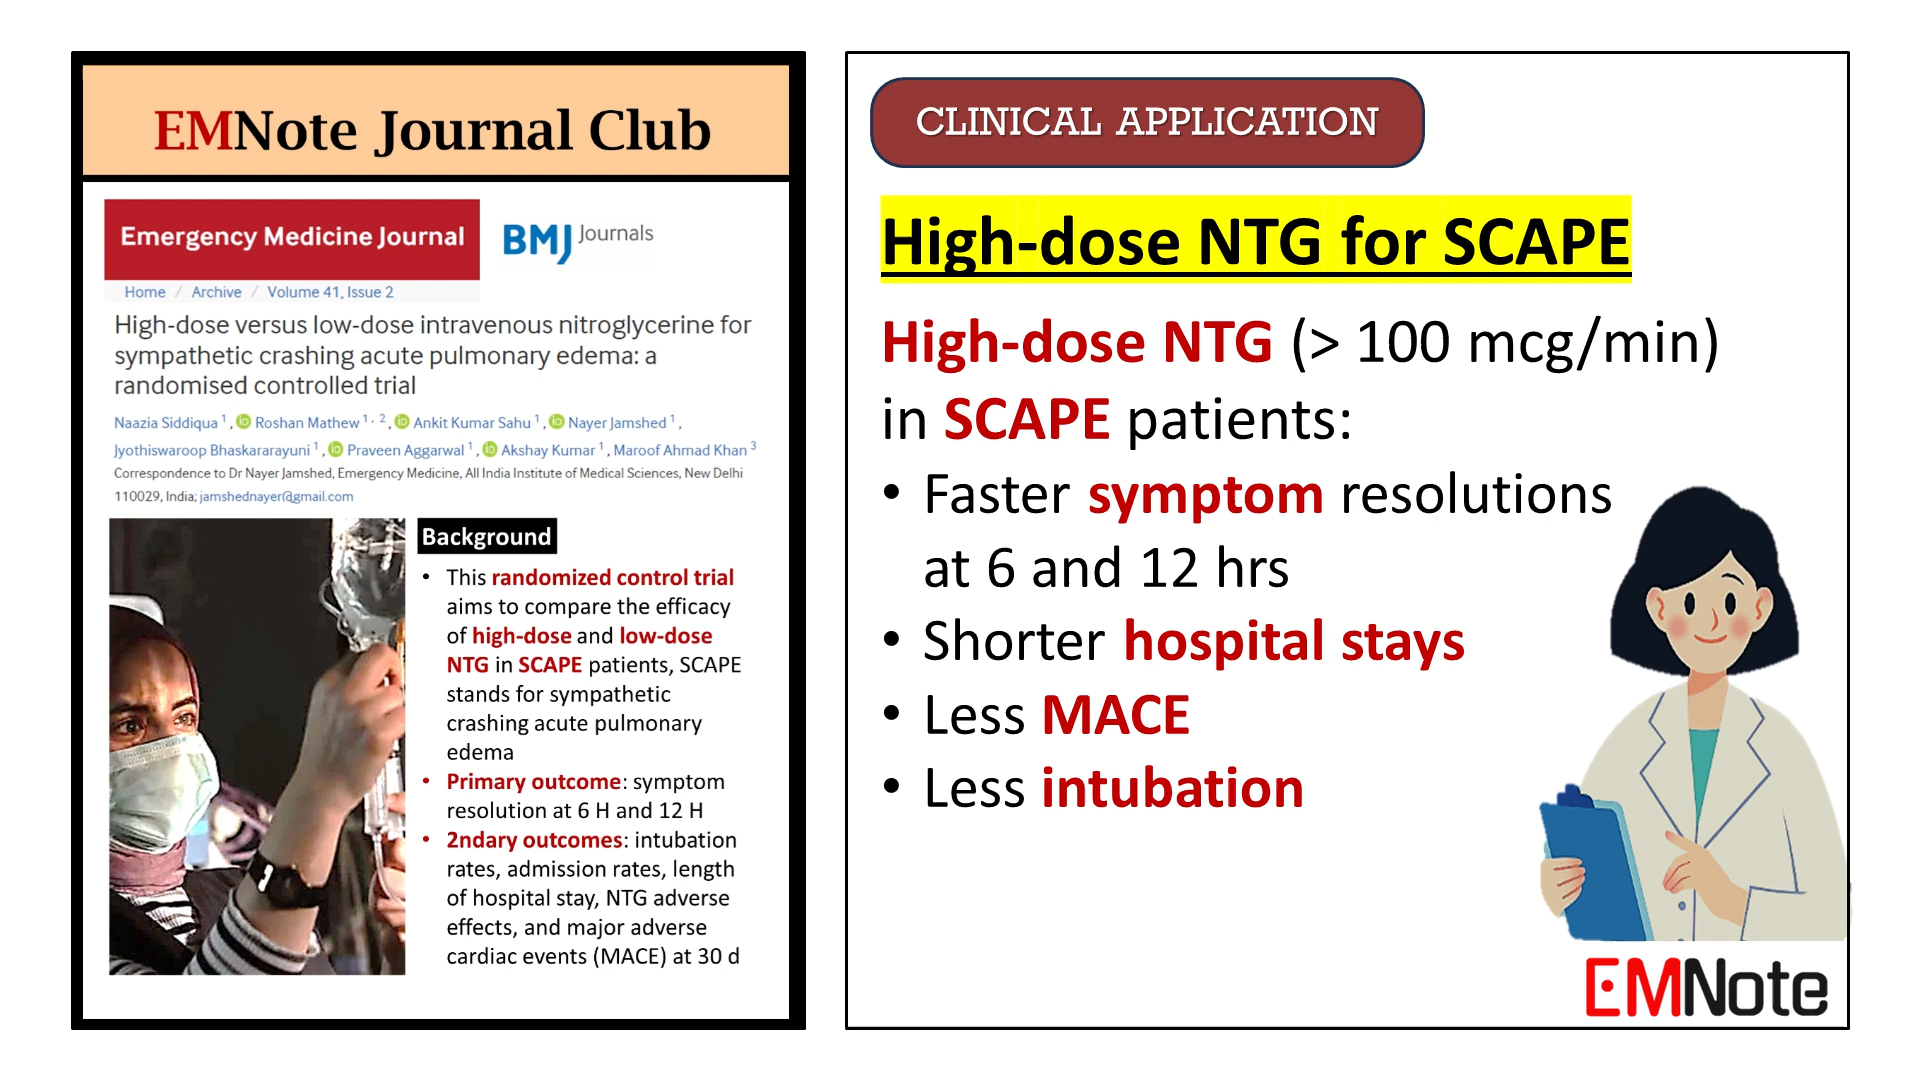 EMNote Journal Club
Emergency Medicine Journal
BMJ Journals
Home / Archive / Volume 41, Issue 2
High-dose versus low-dose intravenous nitroglycerine for
sympathetic crashing acute pulmonary edema: a
randomised controlled trial
Naazia Siddiqua 1, iD Roshan Mathew 1, 2, iD Ankit Kumar Sahu 1, iD Nayer Jamshed 1,
Jyothiswaroop Bhaskararayuni 1, iD Praveen Aggarwal 1, iD Akshay Kumar 1, Maroof Ahmad Khan 3
Correspondence to Dr Nayer Jamshed, Emergency Medicine, All India Institute of Medical Sciences, New Delhi
110029, India; jamshednayer@gmail.com
Background
• This randomized control trial
aims to compare the efficacy
of high-dose and low-dose
NTG in SCAPE patients, SCAPE
stands for sympathetic
crashing acute pulmonary
edema
• Primary outcome: symptom
resolution at 6 H and 12 H
• 2ndary outcomes: intubation
rates, admission rates, length
of hospital stay, NTG adverse
effects, and major adverse
cardiac events (MACE) at 30 d
CLINICAL APPLICATION
High-dose NTG for SCAPE
High-dose NTG (> 100 mcg/min)
in SCAPE patients:
• Faster symptom resolutions
at 6 and 12 hrs
• Shorter hospital stays
• Less MACE
• Less intubation
EMNote